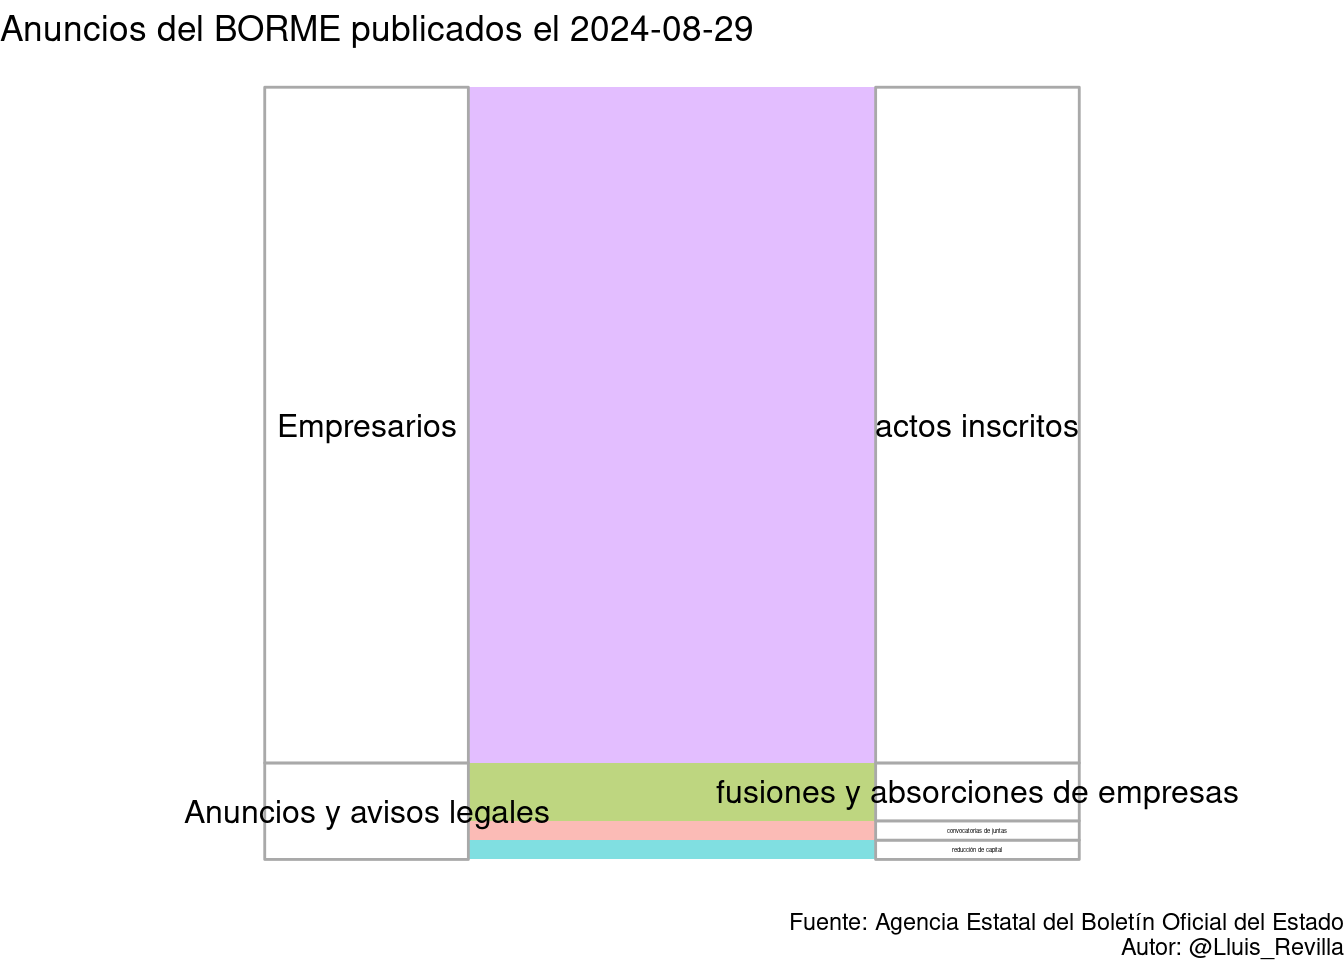 Anuncios del BORME publicados el 2024-08-29
Empresarios
actos inscritos
Anuncios y avisos legales
fusiones y absorciones de empresas
convocatorias de juntas
reducción de capital
Fuente: Agencia Estatal del Boletín Oficial del Estado
Autor: @Lluis_Revilla